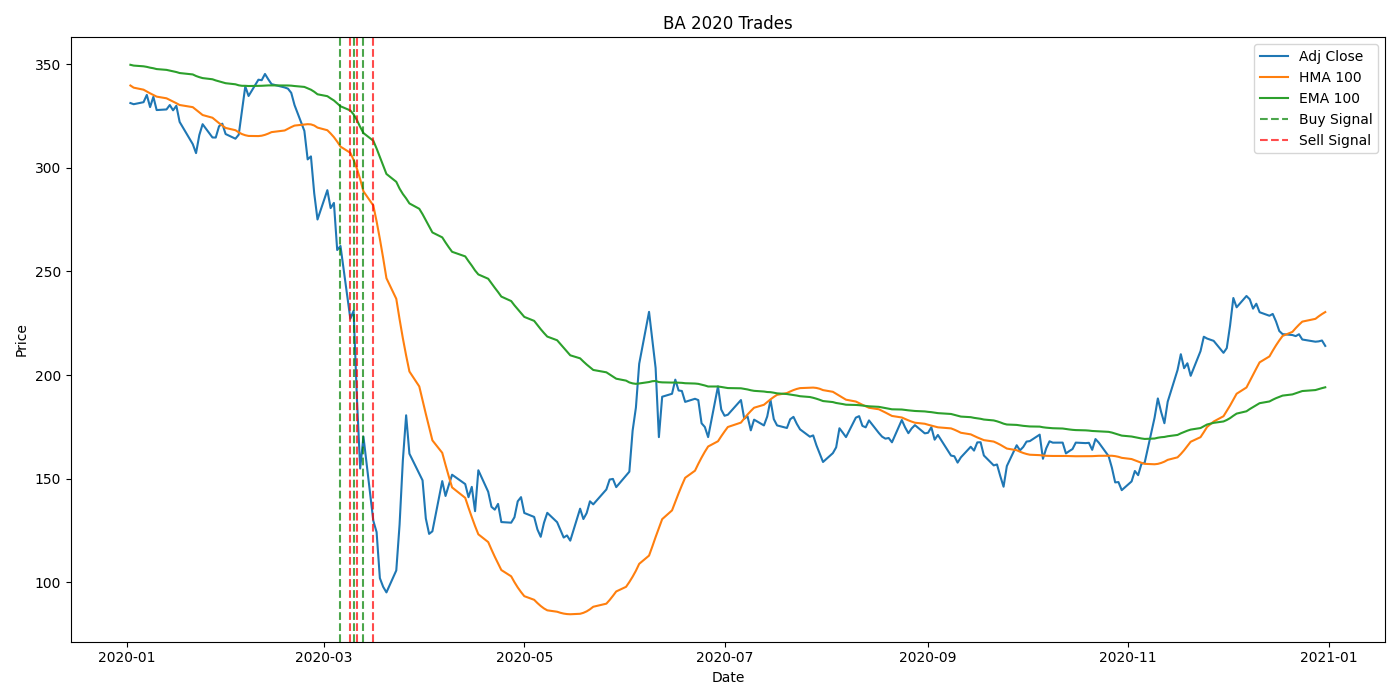 BA 2020 Trades
Adj Close
HMA 100
EMA 100
Buy Signal
Sell Signal
Price
350
300
250
200
150
100
2020-01
2020-03
2020-05
2020-07
2020-09
2020-11
2021-01
Date